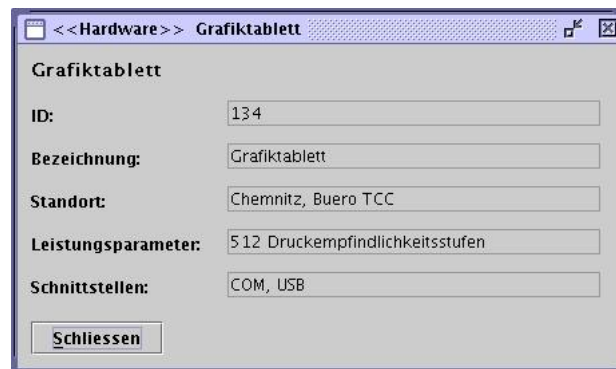 <<Hardware>> Grafiktablett
Grafiktablett
ID: 134
Bezeichnung: Grafiktablett
Standort: Chemnitz, Buero TCC
Leistungsparameter: 512 Druckempfindlichkeitsstufen
Schnittstellen: COM, USB
Schliessen